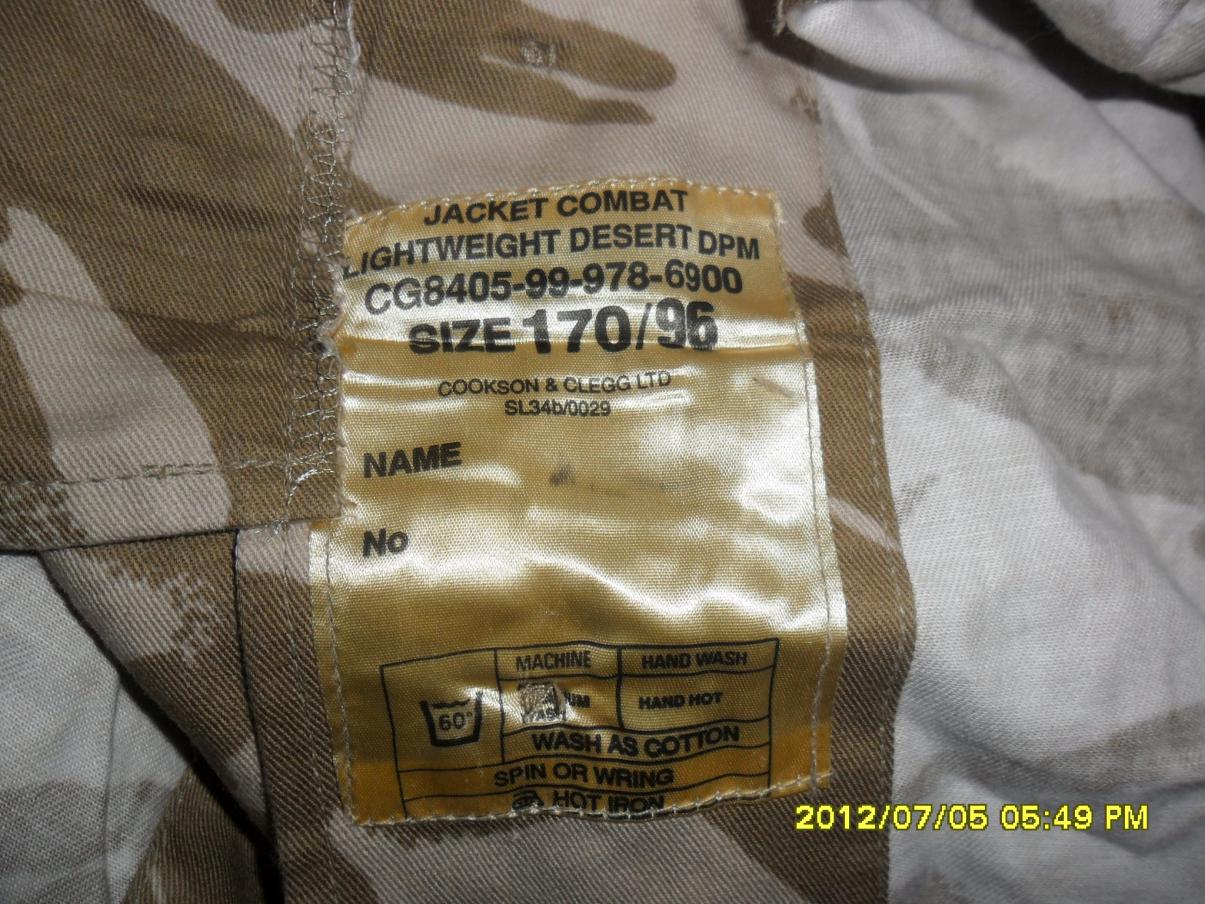 JACKET COMBAT
LIGHTWEIGHT DESERT DPM
CG8405-99-978-6900
SIZE 170/96
COOKSON & CLEGG LTD
SL34b/0029
NAME
No
MACHINE HAND WASH
60° HAND HOT
WASH AS COTTON
SPIN OR WRING
HOT IRON
2012/07/05 05:49 PM